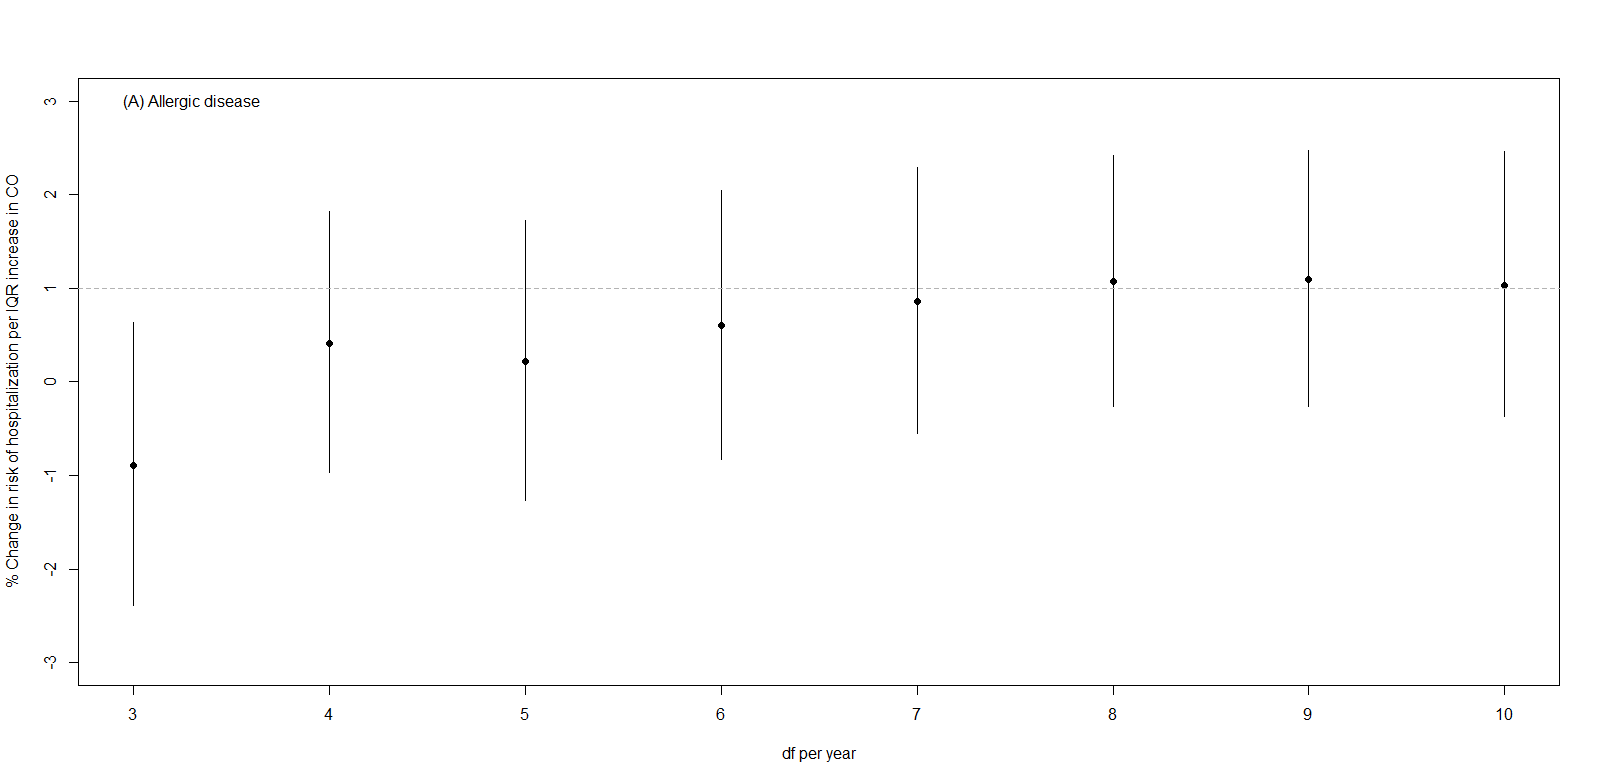 (A) Allergic disease
% Change in risk of hospitalization per IQR increase in CO
3
2
1
0
-1
-2
-3
3 4 5 6 7 8 9 10
df per year